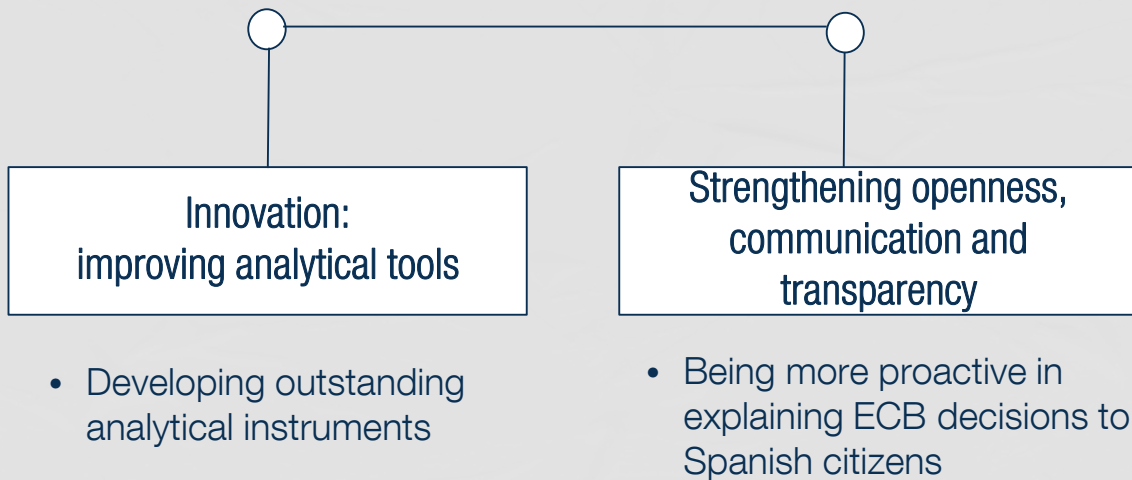 Innovation:
improving analytical tools
• Developing outstanding
analytical instruments
Strengthening openness,
communication and
transparency
• Being more proactive in
explaining ECB decisions to
Spanish citizens